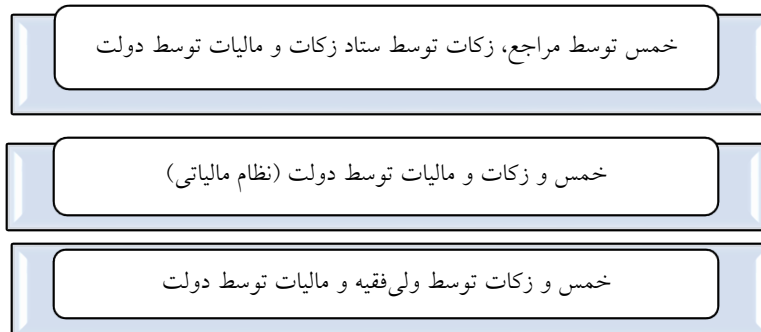 خمس توسط مراجع، زکات توسط ستاد زکات و مالیات توسط دولت
خمس و زکات و مالیات توسط دولت (نظام مالیاتی)
خمس و زکات توسط ولی‌فقیه و مالیات توسط دولت